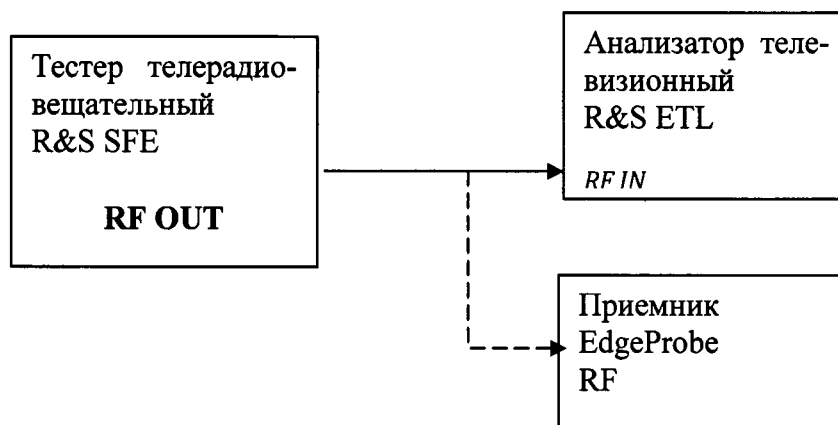 Тестер телерадио-
вещательный
R&S SFE
RF OUT
Анализатор теле-
визионный
R&S ETL
RF IN
Приемник
EdgeProbe
RF